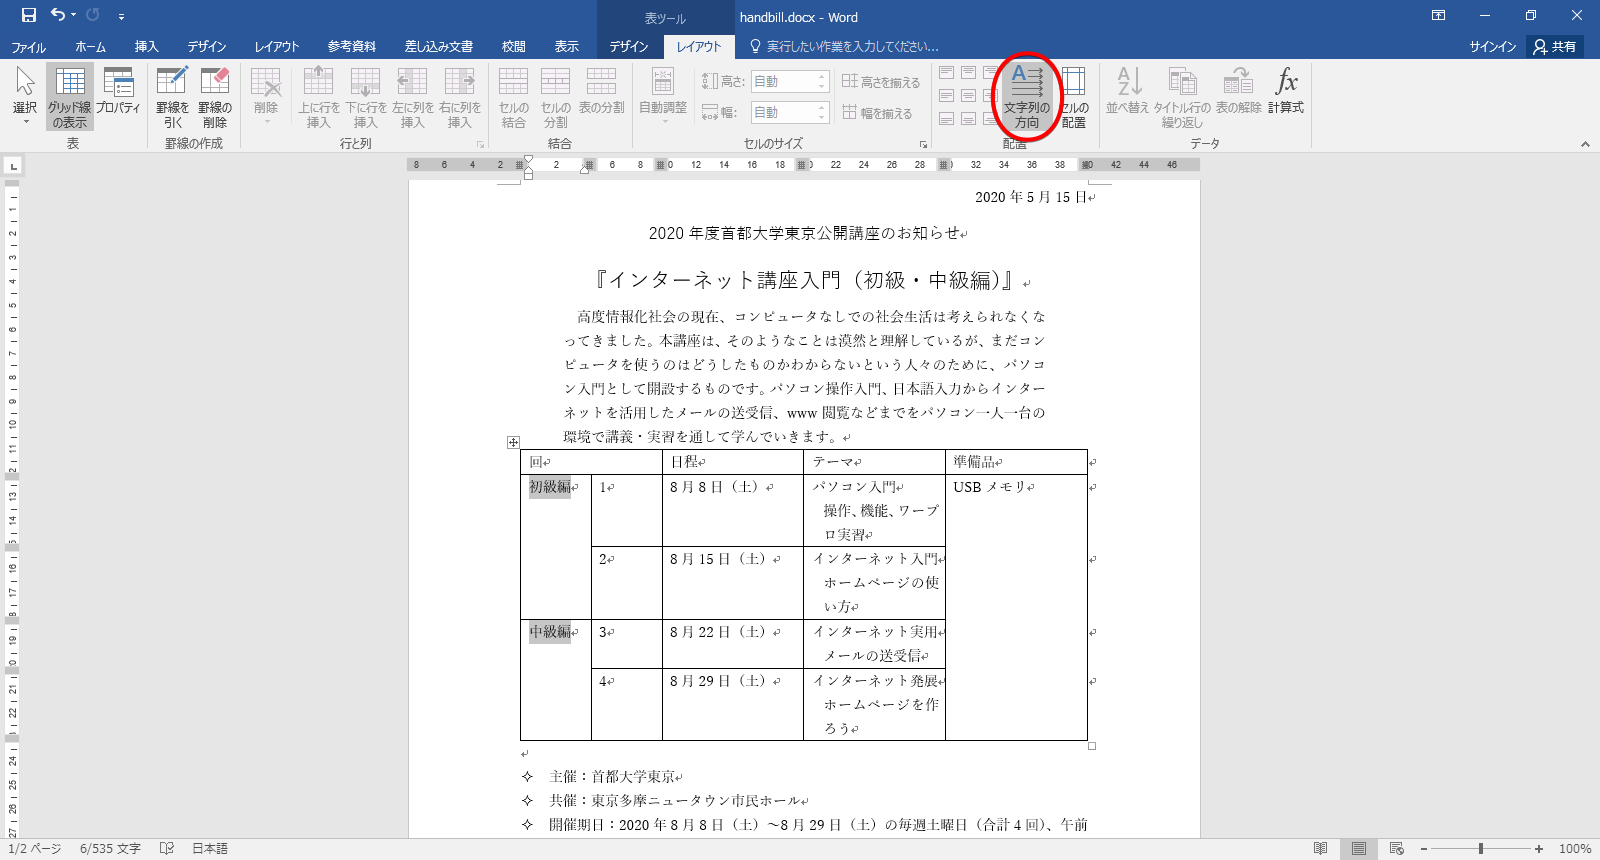 表ツール
handbill.docx - Word
ファイル
ホーム
挿入
デザイン
レイアウト
参考資料
差し込み文書
校閲
表示
デザイン
レイアウト
実行したい作業を入力してください...
サインイン
共有
選択
グリッド線の表示
プロパティ
表
罫線を引く
罫線の削除
罫線の作成
削除
上に行を挿入
下に行を挿入
左に列を挿入
右に列を挿入
行と列
セルの結合
セルの分割
表の分割
結合
自動調整
高さ: 自動
幅: 自動
高さを揃える
幅を揃える
セルのサイズ
A
文字列の方向
セルの配置
配置
並べ替え
タイトル行の繰り返し
表の解除
fx
計算式
データ
8 6 4 2 2 6 8 0 12 14 16 18 0 22 24 26 28 0 32 34 36 38 40 42 44 46
2020 年 5 月 15 日
2020 年度首都大学東京公開講座のお知らせ
『インターネット講座入門（初級・中級編）』
高度情報化社会の現在、コンピュータなしでの社会生活は考えられなくな
ってきました。本講座は、そのようなことは漠然と理解しているが、まだコン
ピュータを使うのはどうしたものかわからないという人々のために、パソコ
ン入門として開設するものです。パソコン操作入門、日本語入力からインター
ネットを活用したメールの送受信、www 閲覧などまでをパソコン一人一台の
環境で講義・実習を通して学んでいきます。
回 日程 テーマ 準備品
初級編 1 8 月 8 日（土） パソコン入門 USB メモリ
操作、機能、ワープ
ロ実習
2 8 月 15 日（土） インターネット入門
ホームページの使
い方
中級編 3 8 月 22 日（土） インターネット実用
メールの送受信
4 8 月 29 日（土） インターネット発展
ホームページを作
ろう
主催：首都大学東京
共催：東京多摩ニュータウン市民ホール
開催期日：2020 年 8 月 8 日（土）～8 月 29 日（土）の毎週土曜日（合計 4 回）、午前
1/2 ページ
6/535 文字
日本語
100%